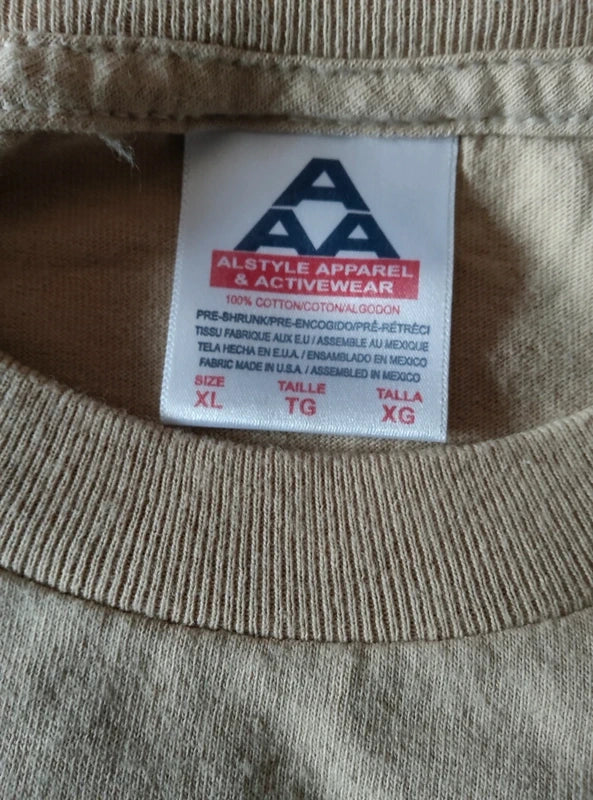 A
AA
ALSTYLE APPAREL
& ACTIVEWEAR
100% COTTON/COTON/ALGODON
PRE-SHRUNK/PRE-ENCOGIDO/PRÉ-RÉTRÉCI
TISSU FABRIQUE AUX E.U / ASSEMBLE AU MEXIQUE
TELA HECHA EN E.U.A. / ENSAMBLADO EN MEXICO
FABRIC MADE IN U.S.A. / ASSEMBLED IN MEXICO
SIZE TAILLE TALLA
XL TG XG